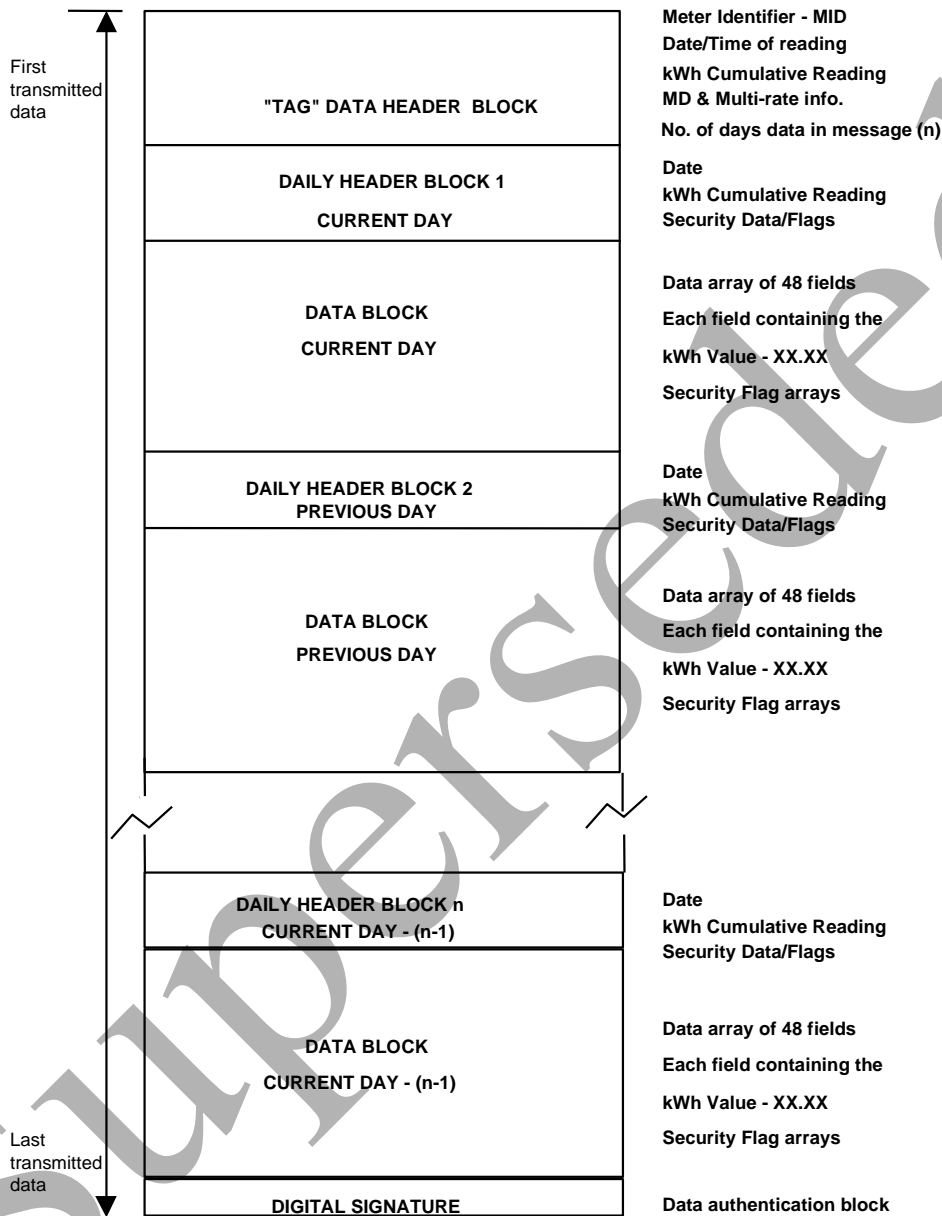 Meter Identifier - MID
Date/Time of reading
First
transmitted
data
kWh Cumulative Reading
"TAG" DATA HEADER BLOCK
MD & Multi-rate info.
No. of days data in message (n)
DAILY HEADER BLOCK 1
CURRENT DAY
Date
kWh Cumulative Reading
Security Data/Flags
DATA BLOCK
CURRENT DAY
Data array of 48 fields
Each field containing the
kWh Value - XX.XX
Security Flag arrays
DAILY HEADER BLOCK 2
PREVIOUS DAY
Date
kWh Cumulative Reading
Security Data/Flags
DATA BLOCK
PREVIOUS DAY
Data array of 48 fields
Each field containing the
kWh Value - XX.XX
Security Flag arrays
DAILY HEADER BLOCK n
CURRENT DAY - (n-1)
Date
kWh Cumulative Reading
Security Data/Flags
DATA BLOCK
CURRENT DAY - (n-1)
Data array of 48 fields
Each field containing the
kWh Value - XX.XX
Security Flag arrays
Last
transmitted
data
DIGITAL SIGNATURE
Data authentication block
Superseded